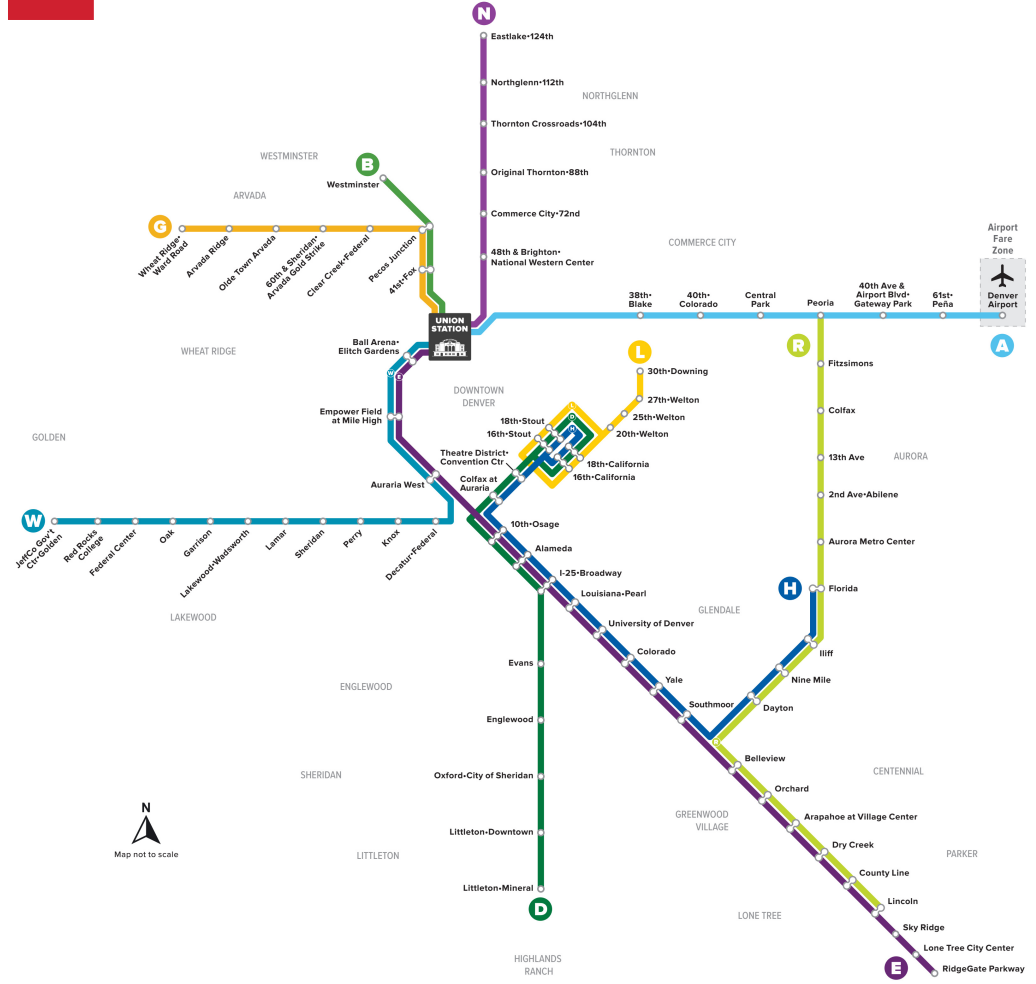 N
Eastlake•124th
Northglenn•112th
NORTHGLENN
Thornton Crossroads•104th
THORNTON
WESTMINSTER
B
Westminster
Original Thornton•88th
ARVADA
Commerce City•72nd
G
Wheat Ridge•
Ward Road
Arvada Ridge
Olde Town Arvada
60th & Sheridan•
Arvada Gold Strike
Clear Creek•Federal
Pecos Junction
41st•Fox
48th & Brighton•
National Western Center
COMMERCE CITY
Airport
Fare
Zone
38th•
Blake
40th•
Colorado
Central
Park
Peoria
40th Ave &
Airport Blvd•
Gateway Park
61st•
Peña
Denver
Airport
UNION
STATION
Ball Arena•
Elitch Gardens
WHEAT RIDGE
R
A
L
W
E
30th•Downing
Fitzsimons
DOWNTOWN
DENVER
27th•Welton
Empower Field
at Mile High
25th•Welton
Colfax
L
D
H
18th•Stout
16th•Stout
20th•Welton
GOLDEN
Theatre District•
Convention Ctr
18th•California
16th•California
13th Ave
AURORA
Auraria West
Colfax at
Auraria
2nd Ave•Abilene
W
JeffCo Gov't
Ctr•Golden
Red Rocks
College
Federal Center
Oak
Garrison
Lakewood•Wadsworth
Lamar
Sheridan
Perry
Knox
Decatur•Federal
10th•Osage
Alameda
Aurora Metro Center
I-25•Broadway
H
Florida
Louisiana•Pearl
LAKEWOOD
GLENDALE
University of Denver
Colorado
Iliff
Evans
Yale
Nine Mile
ENGLEWOOD
Southmoor
Dayton
Englewood
R
Belleview
SHERIDAN
Oxford•City of Sheridan
CENTENNIAL
Orchard
N
GREENWOOD
VILLAGE
Arapahoe at Village Center
Littleton•Downtown
Dry Creek
Map not to scale
LITTLETON
PARKER
County Line
Littleton•Mineral
Lincoln
D
LONE TREE
Sky Ridge
Lone Tree City Center
HIGHLANDS
RANCH
E
RidgeGate Parkway